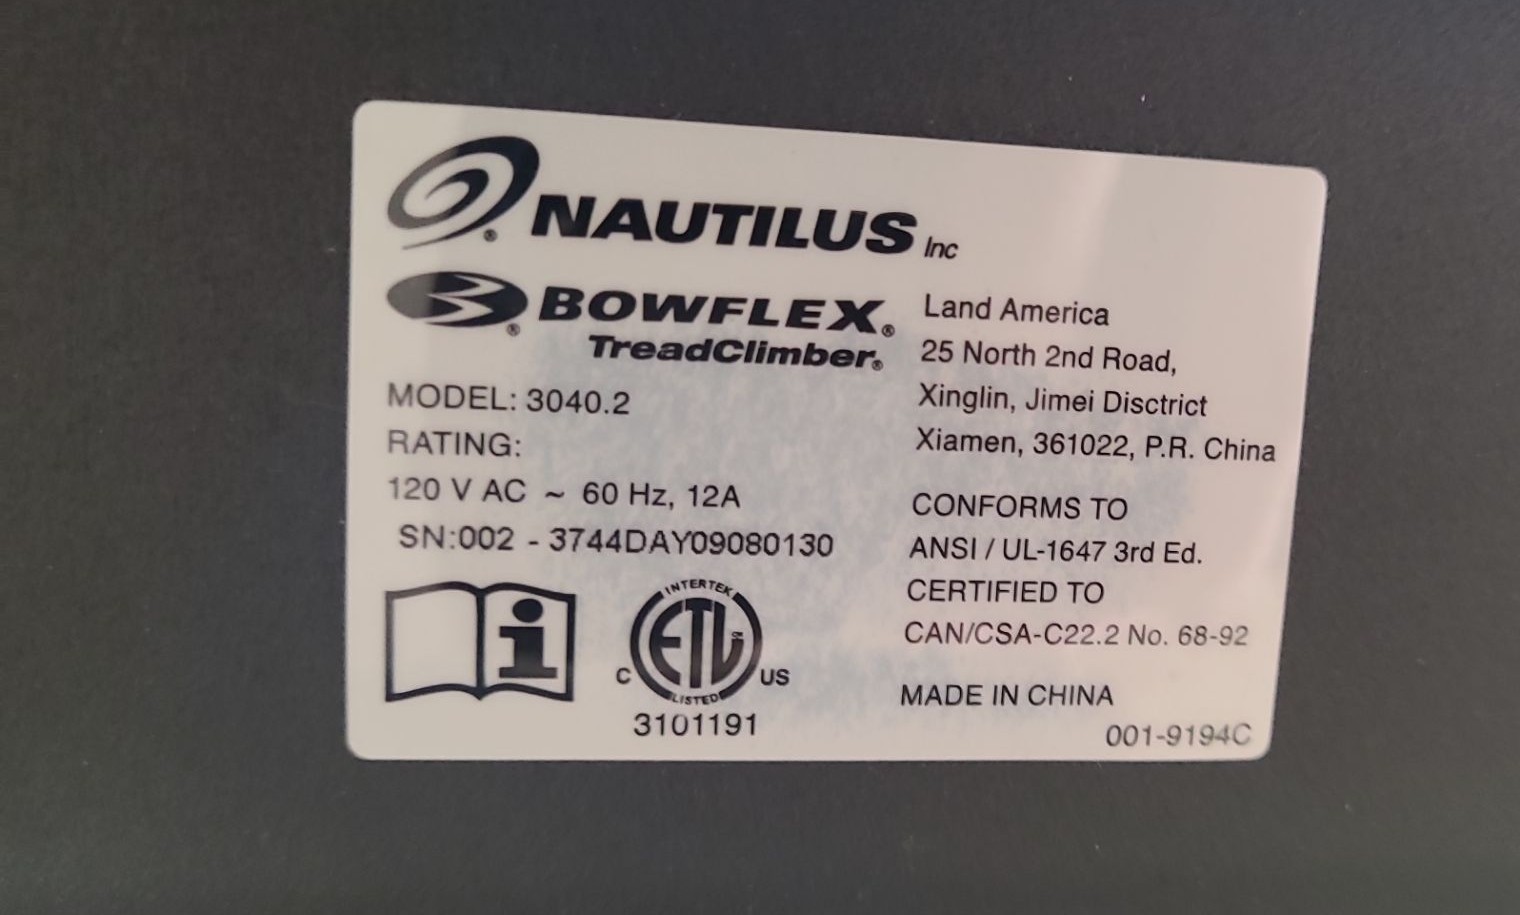 NAUTILUS Inc
BOWFLEX®
TreadClimber®
MODEL: 3040.2
RATING:
120 V AC ~ 60 Hz, 12A
SN:002 - 3744DAY09080130
INTERTEK
ETL
C US
LISTED
3101191
Land America
25 North 2nd Road,
Xinglin, Jimei Disctrict
Xiamen, 361022, P.R. China
CONFORMS TO
ANSI / UL-1647 3rd Ed.
CERTIFIED TO
CAN/CSA-C22.2 No. 68-92
MADE IN CHINA
001-9194C